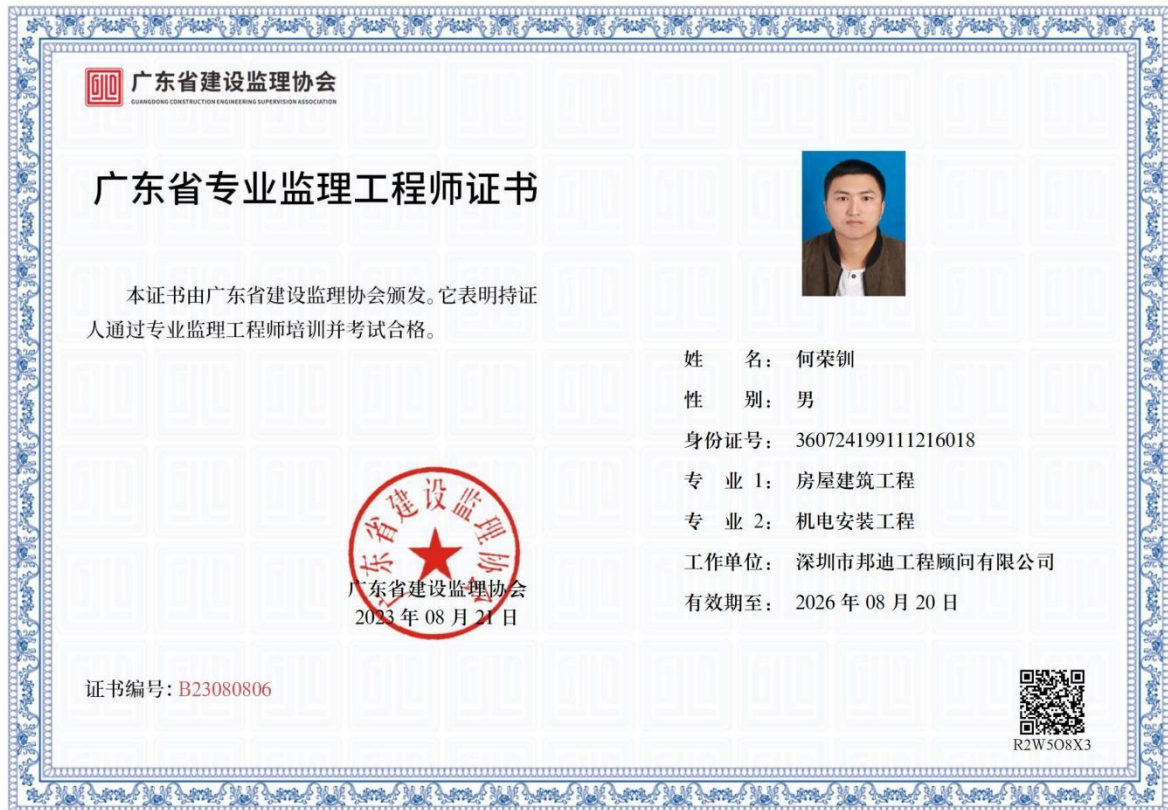 广东省建设监理协会
GUANGDONG CONSTRUCTION ENGINEERING SUPERVISION ASSOCIATION
广东省专业监理工程师证书
本证书由广东省建设监理协会颁发。它表明持证
人通过专业监理工程师培训并考试合格。
姓 名： 何荣钏
性 别： 男
身份证号： 360724199111216018
专 业 1： 房屋建筑工程
专 业 2： 机电安装工程
工作单位： 深圳市邦迪工程顾问有限公司
有效期至： 2026 年 08 月 20 日
广东省建设监理协会
广东省建设监理协会
2023 年 08 月 21 日
证书编号: B23080806
R2W5O8X3